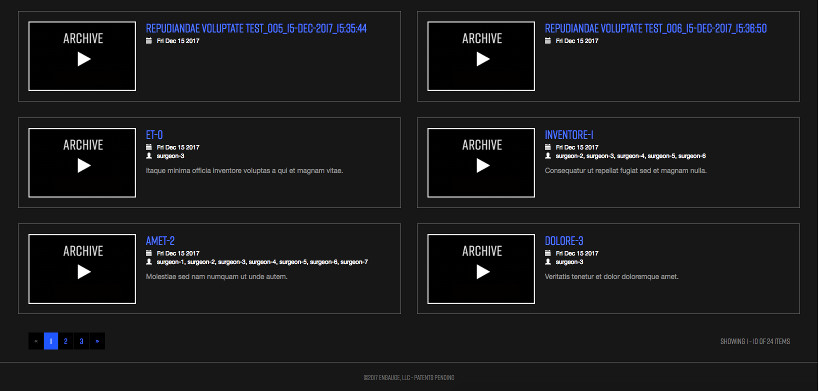 ARCHIVE
REPUDIANDAE VOLUPTATE TEST_005_15-DEC-2017_15:35:44
Fri Dec 15 2017
ARCHIVE
REPUDIANDAE VOLUPTATE TEST_006_15-DEC-2017_15:36:50
Fri Dec 15 2017
ARCHIVE
ET-0
Fri Dec 15 2017
surgeon-3
Itaque minima officia inventore voluptas a qui et magnam vitae.
ARCHIVE
INVENTORE-1
Fri Dec 15 2017
surgeon-2, surgeon-3, surgeon-4, surgeon-5, surgeon-6
Consequatur ut repellat fugiat sed et magnam nulla.
ARCHIVE
AMET-2
Fri Dec 15 2017
surgeon-1, surgeon-2, surgeon-3, surgeon-4, surgeon-5, surgeon-6, surgeon-7
Molestiae sed nam numquam ut unde autem.
ARCHIVE
DOLORE-3
Fri Dec 15 2017
surgeon-3
Veritatis tenetur et dolor doloremque amet.
« 1 2 3 »
SHOWING 1-10 OF 24 ITEMS
©2017 ENGAUGE, LLC - PATENTS PENDING